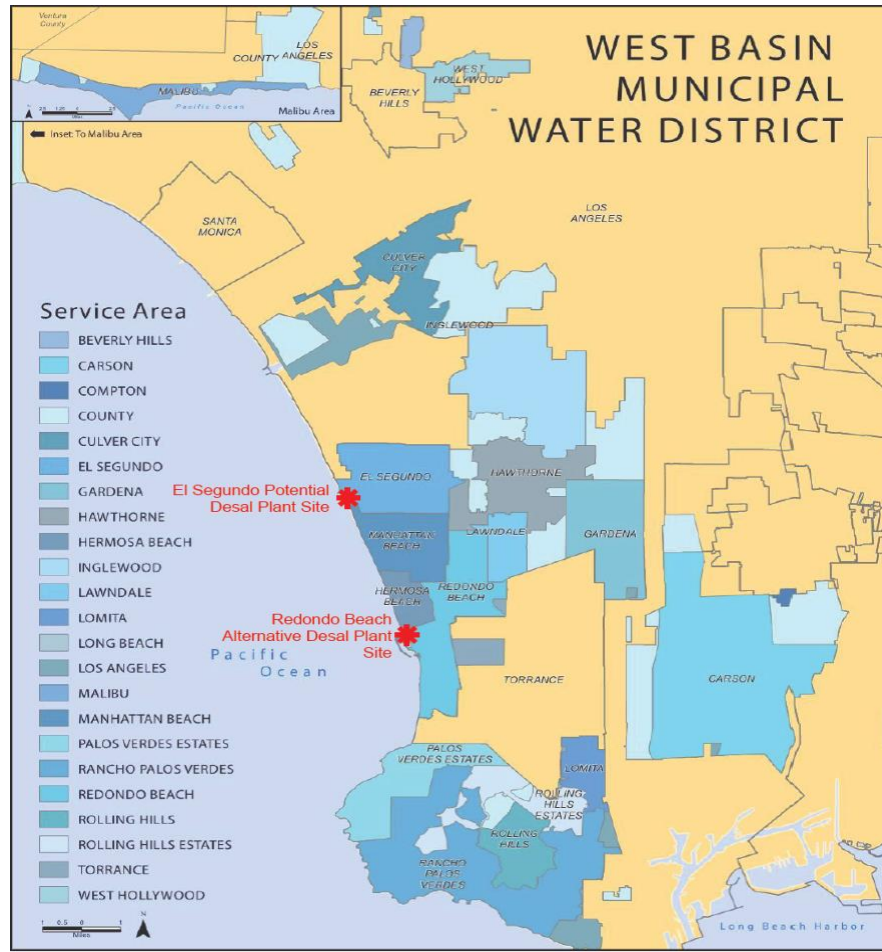 WEST BASIN
MUNICIPAL
WATER DISTRICT
Ventura
County
COUNTY
LOS
ANGELES
MALIBU
Pacific Ocean
Malibu Area
Inset: To Malibu Area
BEVERLY
HILLS
WEST
HOLLYWOOD
SANTA
MONICA
LOS
ANGELES
CULVER
CITY
INGLEWOOD
Service Area
BEVERLY HILLS
CARSON
COMPTON
COUNTY
CULVER CITY
EL SEGUNDO
GARDENA
HAWTHORNE
HERMOSA BEACH
INGLEWOOD
LAWNDALE
LOMITA
LONG BEACH
LOS ANGELES
MALIBU
MANHATTAN BEACH
PALOS VERDES ESTATES
RANCHO PALOS VERDES
REDONDO BEACH
ROLLING HILLS
ROLLING HILLS ESTATES
TORRANCE
WEST HOLLYWOOD
1 0.5 0 1
Miles
N
El Segundo Potential
Desal Plant Site
Redondo Beach
Alternative Desal Plant
Site
Pacific
Ocean
EL SEGUNDO
HAWTHORNE
MANHATTAN
BEACH
LAWNDALE
GARDENA
HERMOSA
BEACH
REDONDO
BEACH
TORRANCE
CARSON
PALOS
VERDES ESTATES
LOMITA
ROLLING
HILLS
ESTATES
ROLLING
HILLS
RANCHO
PALOS
VERDES
Long Beach Harbor